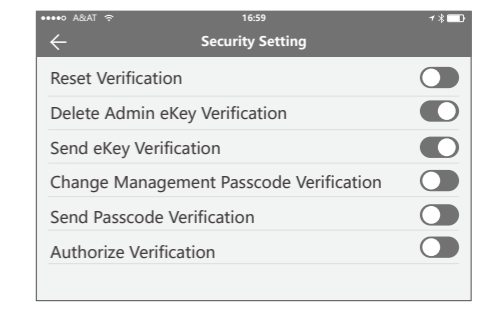 A&AT 16:59
Security Setting
Reset Verification
Delete Admin eKey Verification
Send eKey Verification
Change Management Passcode Verification
Send Passcode Verification
Authorize Verification